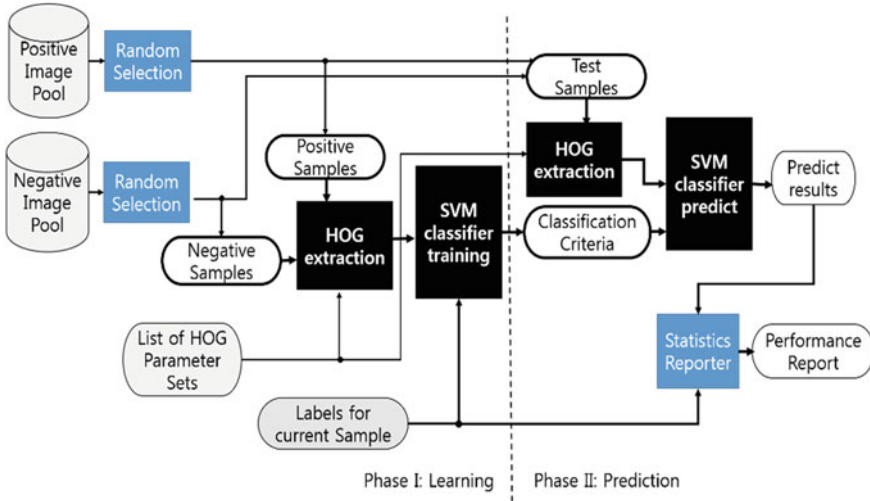 Positive
Image
Pool
Random
Selection
Test
Samples
Negative
Image
Pool
Random
Selection
Positive
Samples
HOG
extraction
SVM
classifier
predict
Predict
results
Negative
Samples
HOG
extraction
SVM
classifier
training
Classification
Criteria
List of HOG
Parameter
Sets
Statistics
Reporter
Performance
Report
Labels for
current Sample
Phase I: Learning
Phase II: Prediction